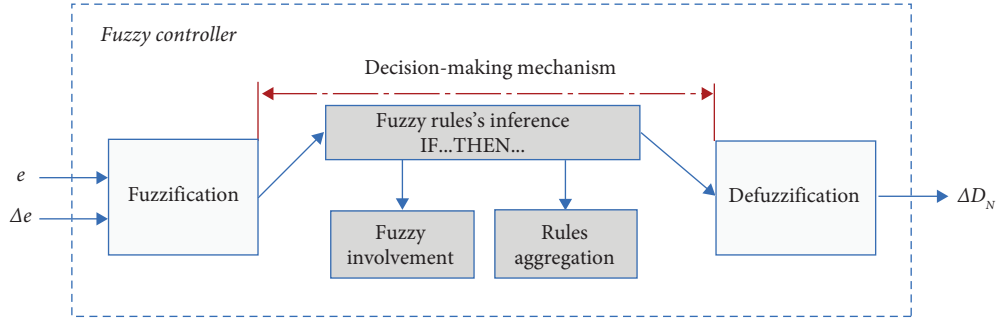 Fuzzy controller
Decision-making mechanism
Fuzzy rules's inference
IF...THEN...
e
Δe
Fuzzification
Defuzzification
ΔD_N
Fuzzy
involvement
Rules
aggregation